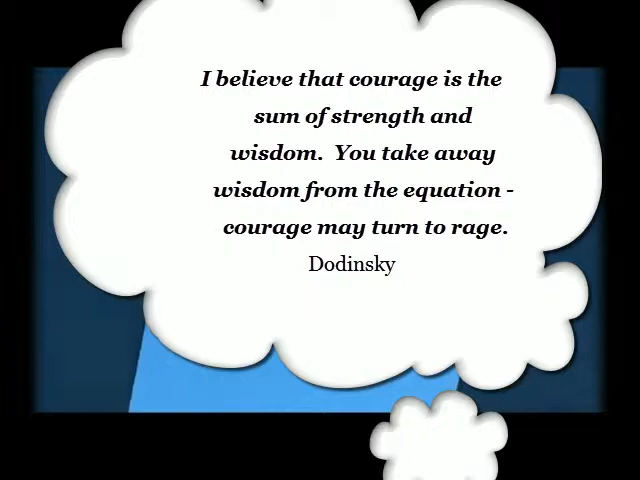 I believe that courage is the
sum of strength and
wisdom.  You take away
wisdom from the equation -
courage may turn to rage.
Dodinsky